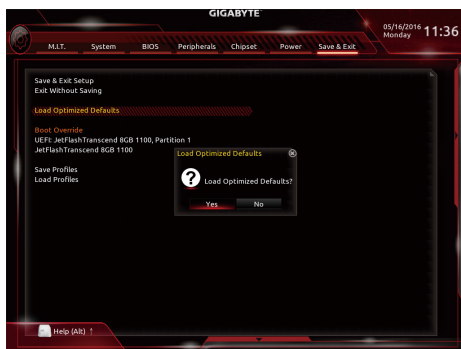 GIGABYTE™
05/16/2016 11:36
Monday
M.I.T. System BIOS Peripherals Chipset Power Save & Exit
Save & Exit Setup
Exit Without Saving
Load Optimized Defaults
Boot Override
UEFI: JetFlashTranscend 8GB 1100, Partition 1
JetFlashTranscend 8GB 1100
Save Profiles
Load Profiles
Load Optimized Defaults
? Load Optimized Defaults?
Yes No
Help (Alt) ↑